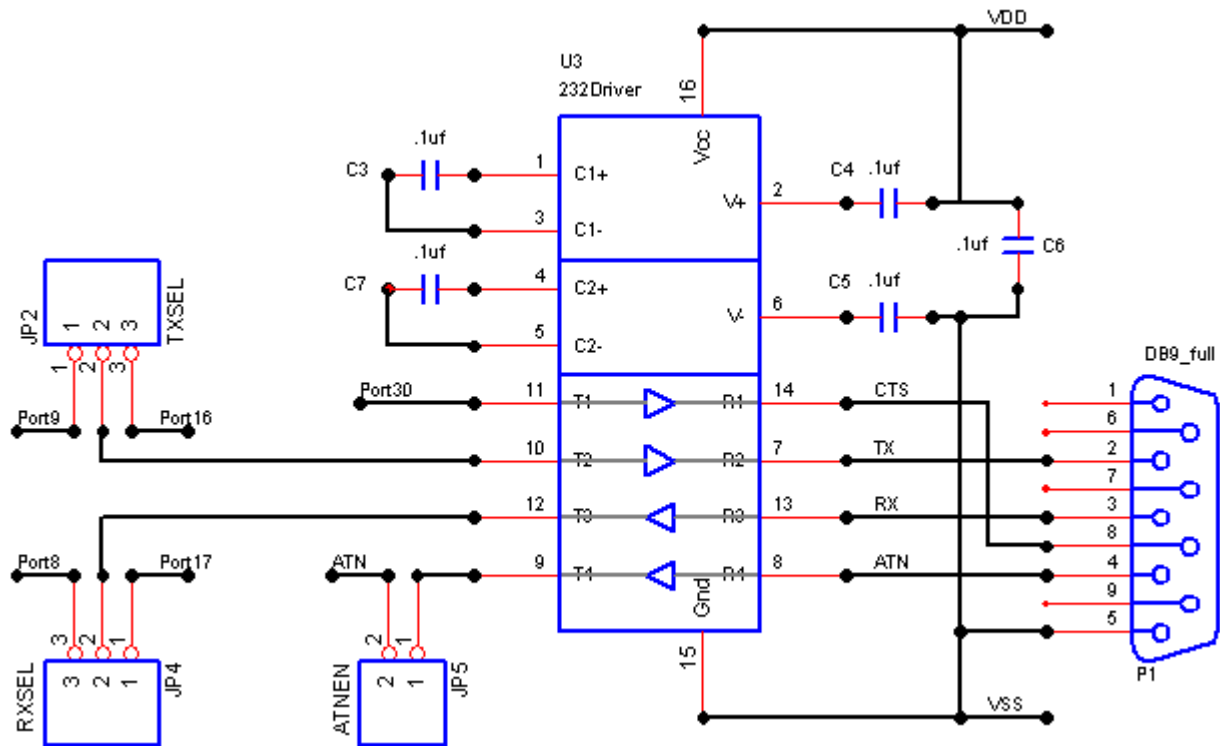 VDD
U3
232Driver
16
Vcc
.1uf
C3
1
C1+
3
C1-
C4
.1uf
2
V+
.1uf
C6
.1uf
C7
4
C2+
5
C2-
C5
.1uf
6
V-
JP2
1
2
3
TXSEL
1
2
3
Port9
Port16
Port30
11
T1
R1
14
CTS
10
T2
R2
7
TX
12
T3
R3
13
RX
9
T4
R4
8
ATN
Gnd
15
VSS
DB9_full
1
6
2
7
3
8
4
9
5
P1
Port8
Port17
3
2
1
RXSEL
3
2
1
JP4
ATN
2
1
ATNEN
2
1
JP5